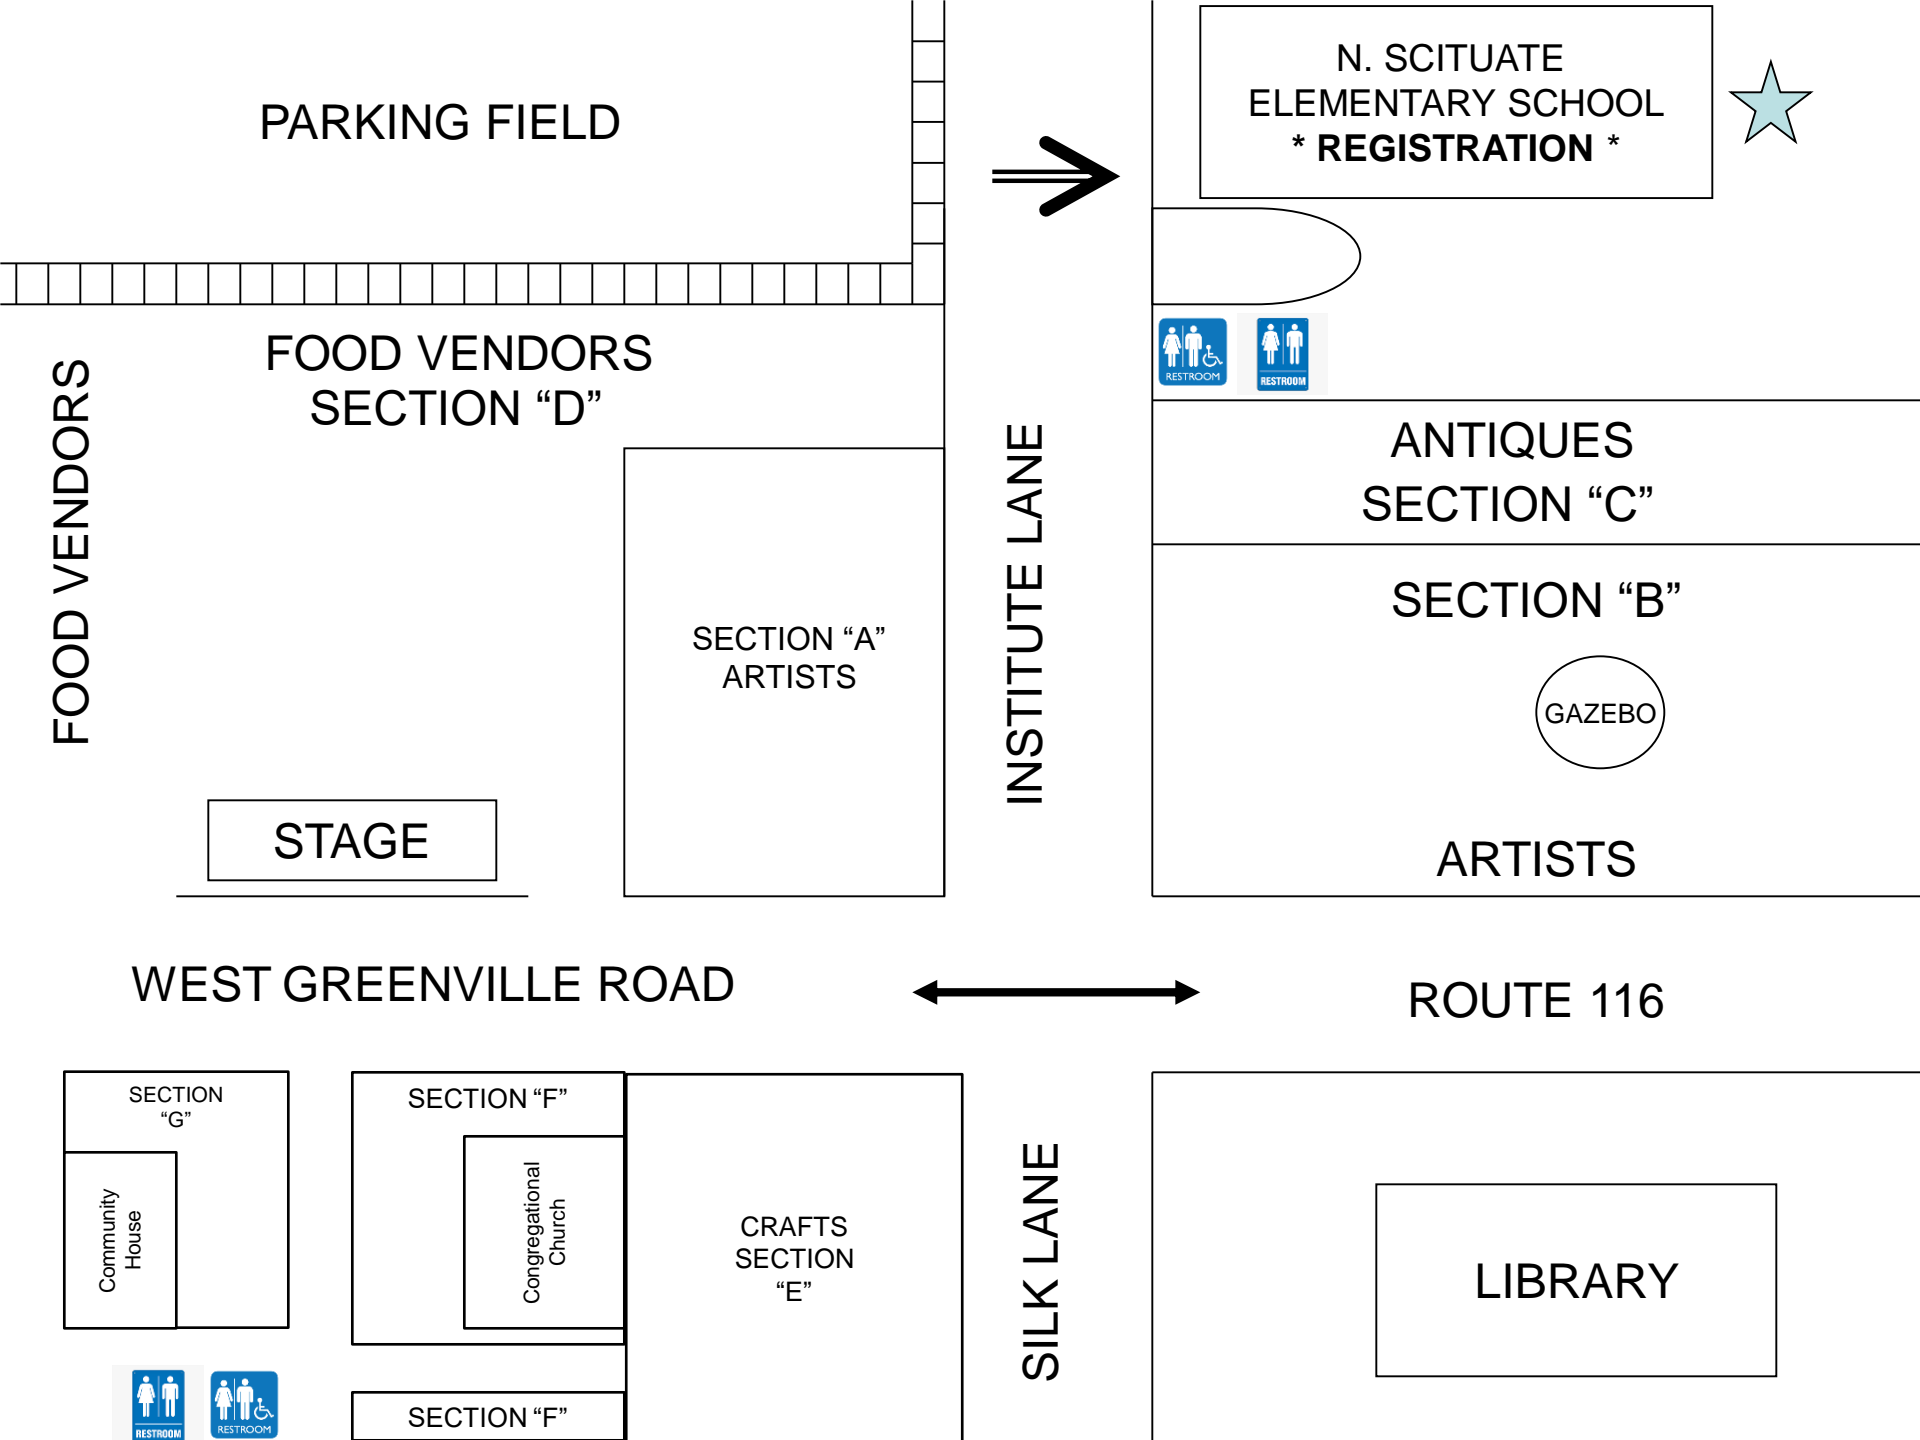 PARKING FIELD
N. SCITUATE
ELEMENTARY SCHOOL
* REGISTRATION *
FOOD VENDORS
SECTION “D”
FOOD VENDORS
RESTROOM
RESTROOM
ANTIQUES
SECTION “C”
INSTITUTE LANE
SECTION “A”
ARTISTS
SECTION “B”
GAZEBO
ARTISTS
STAGE
WEST GREENVILLE ROAD
ROUTE 116
SECTION
“G”
Community
House
SECTION “F”
Congregational
Church
CRAFTS
SECTION
“E”
SILK LANE
LIBRARY
RESTROOM
RESTROOM
SECTION “F”